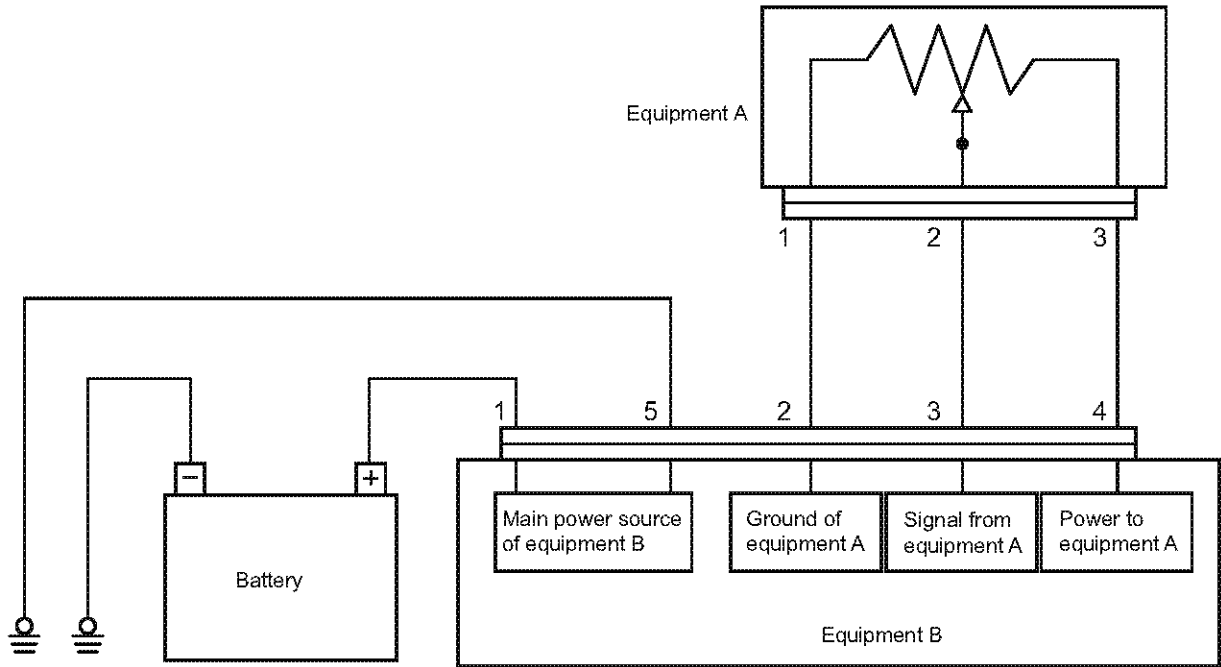 Equipment A
1 2 3
1 5 2 3 4
− +
Main power source
of equipment B
Ground of
equipment A
Signal from
equipment A
Power to
equipment A
Battery
Equipment B